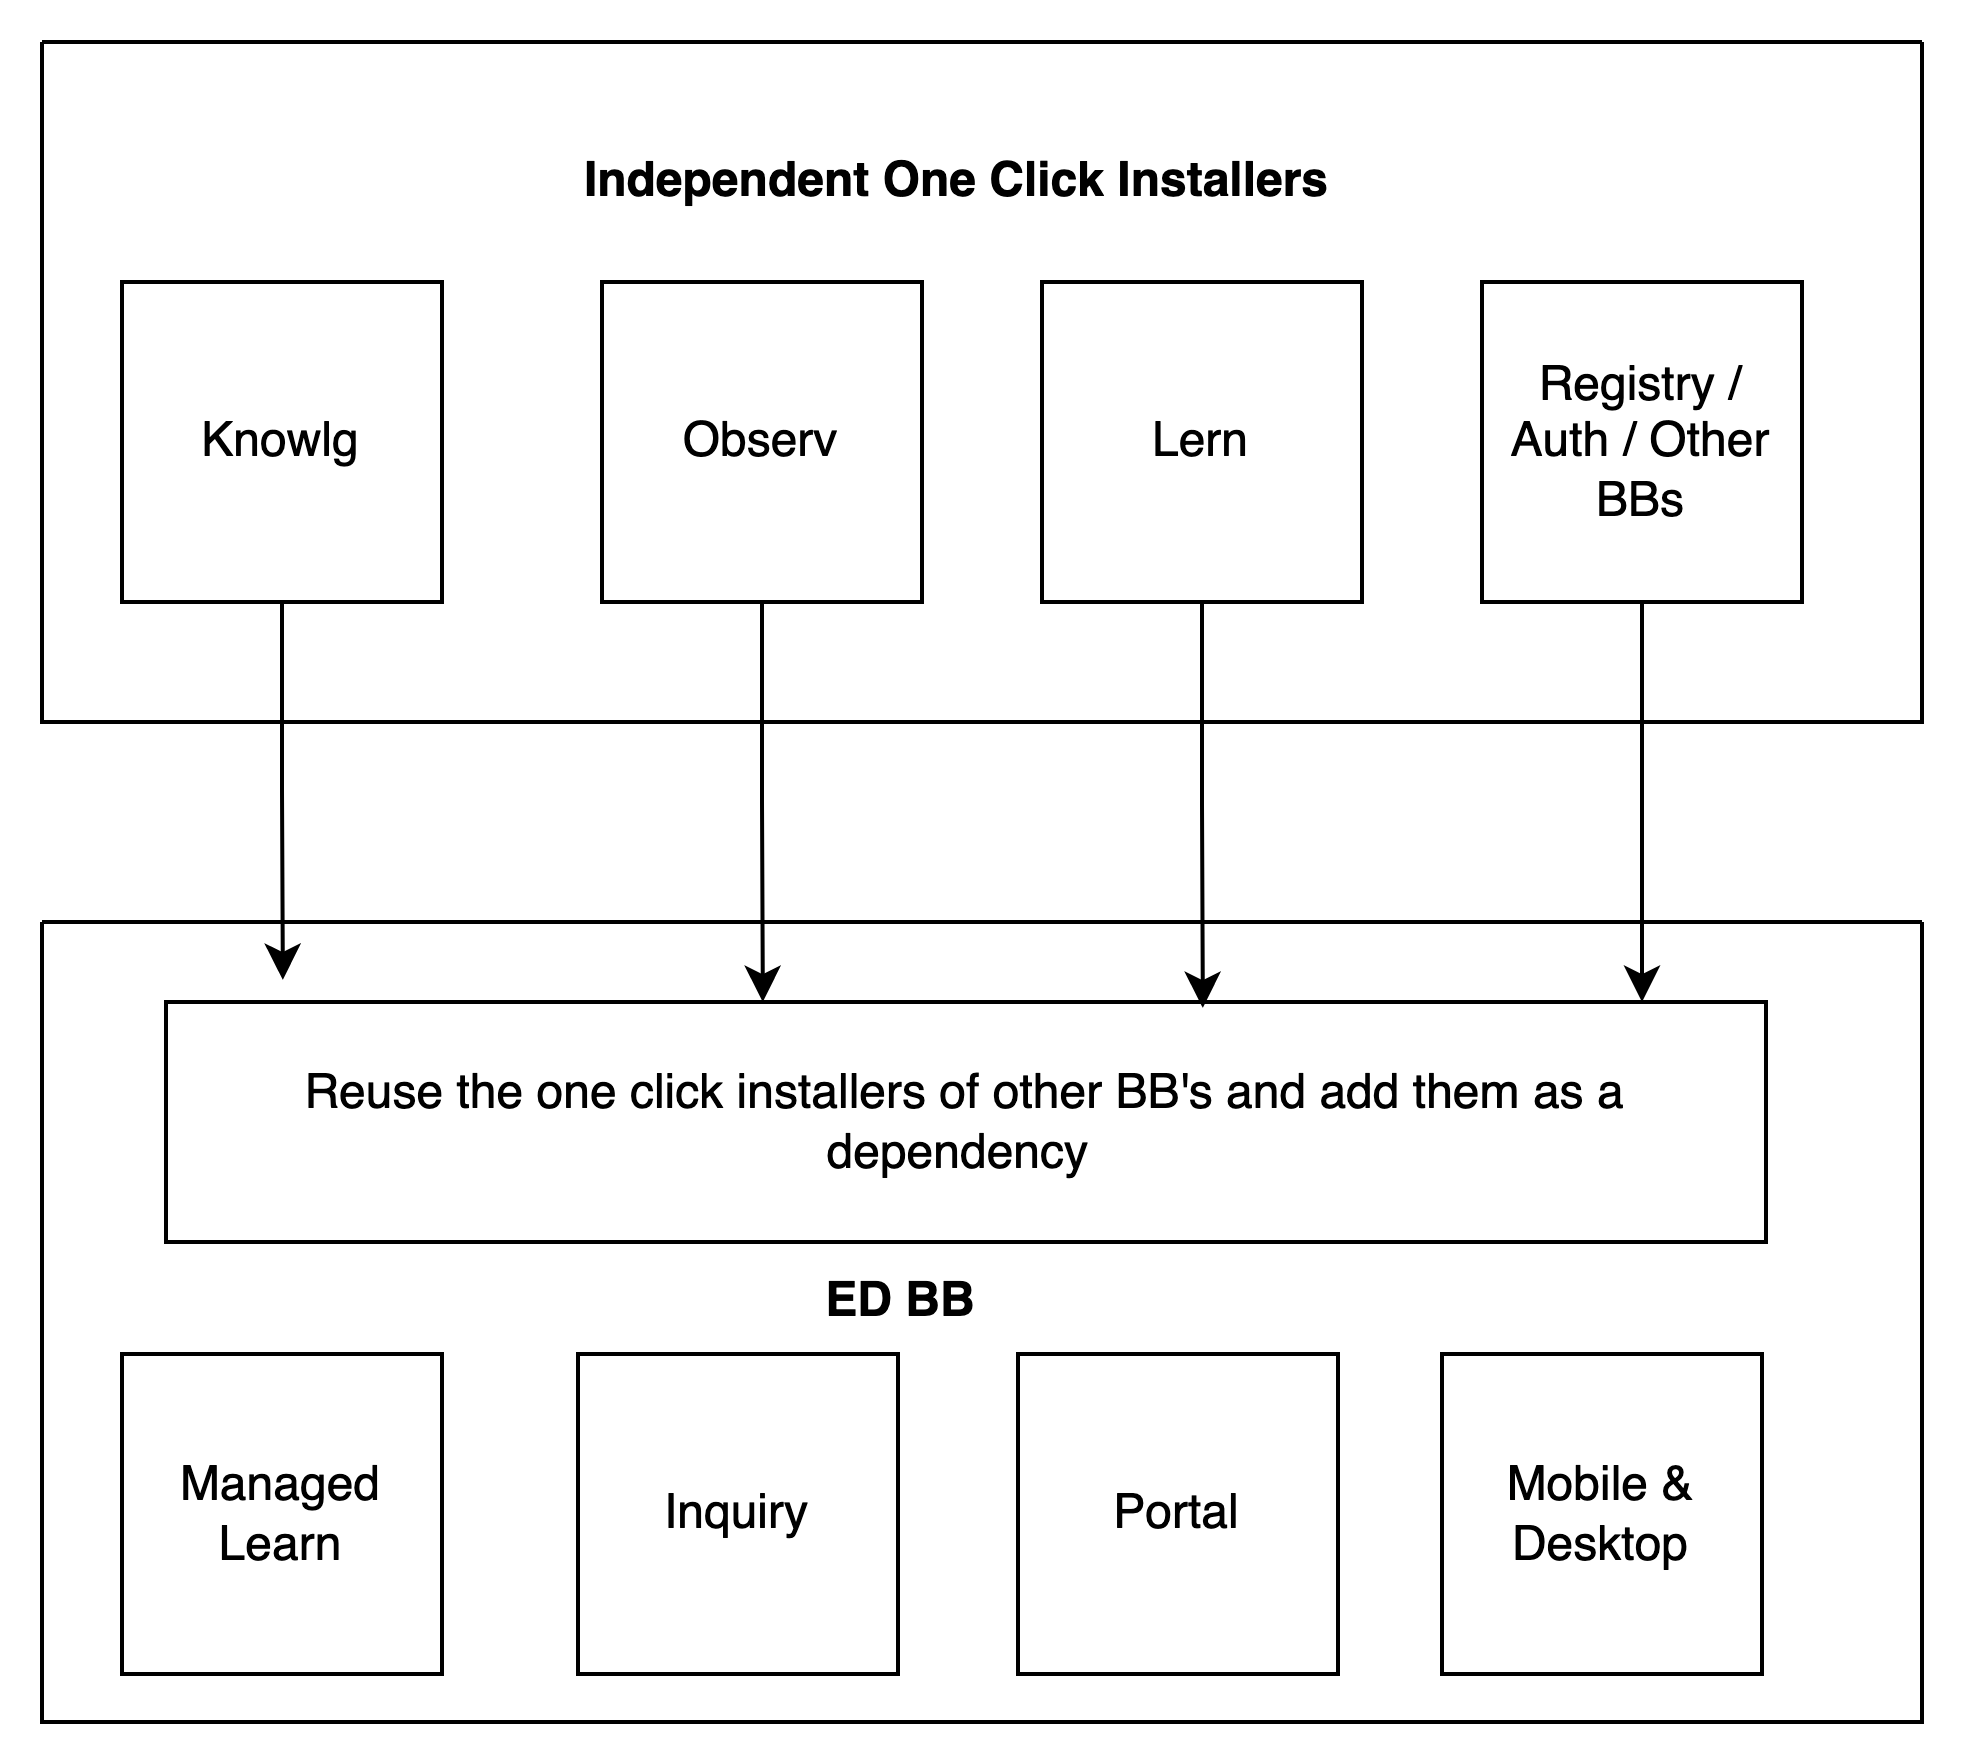 Independent One Click Installers
Knowlg
Observ
Lern
Registry /
Auth / Other
BBs
Reuse the one click installers of other BB's and add them as a
dependency
ED BB
Managed
Learn
Inquiry
Portal
Mobile &
Desktop